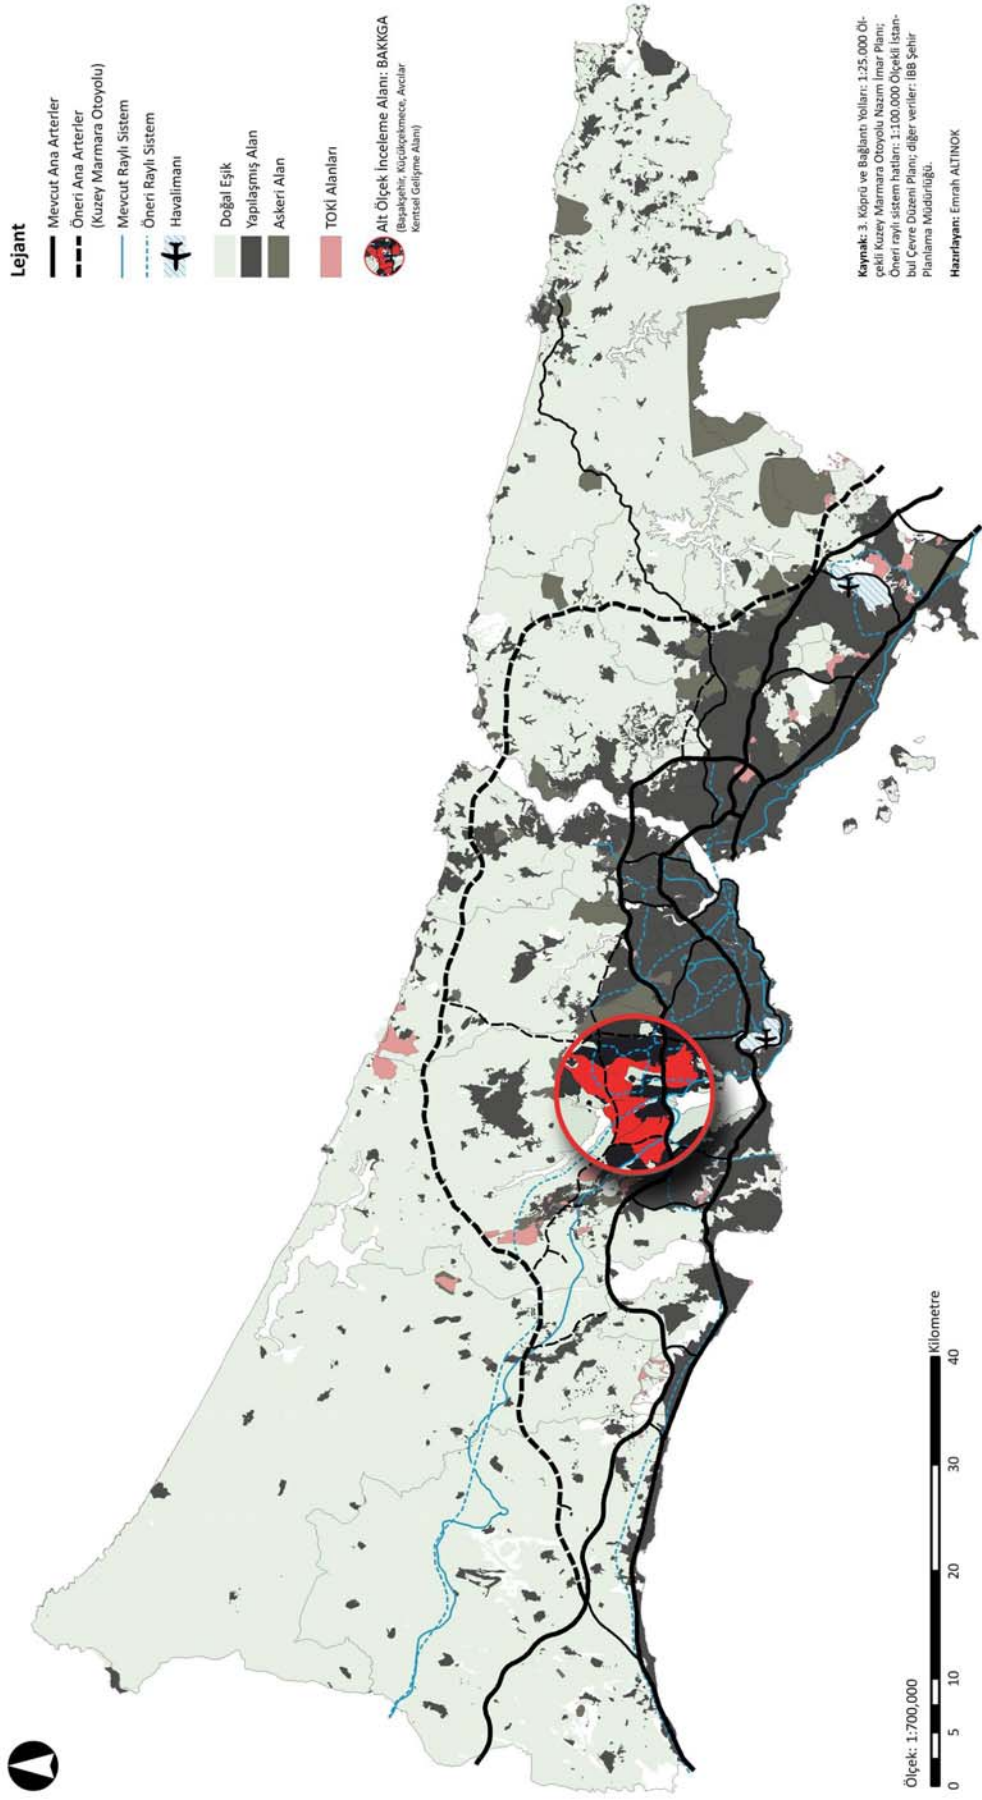 Lejant
Mevcut Ana Arterler
Öneri Ana Arterler
(Kuzey Marmara Otoyolu)
Mevcut Raylı Sistem
Öneri Raylı Sistem
Havalimanı
Doğal Eşik
Yapılaşmış Alan
Askeri Alan
TOKİ Alanları
Alt Ölçek İnceleme Alanı: BAKKGA
(Başakşehir, Küçükçekmece, Avcılar
Kentsel Gelişme Alanı)
Kaynak: 3. Köprü ve Bağlantı Yolları: 1:25.000 Öl-
çekli Kuzey Marmara Otoyolu Nazım İmar Planı;
Öneri raylı sistem hatları: 1:100.000 Ölçekli İstan-
bul Çevre Düzeni Planı; diğer veriler: İBB Şehir
Planlama Müdürlüğü.
Hazırlayan: Emrah ALTINOK
Ölçek: 1:700,000
0 5 10 20 30 40
Kilometre